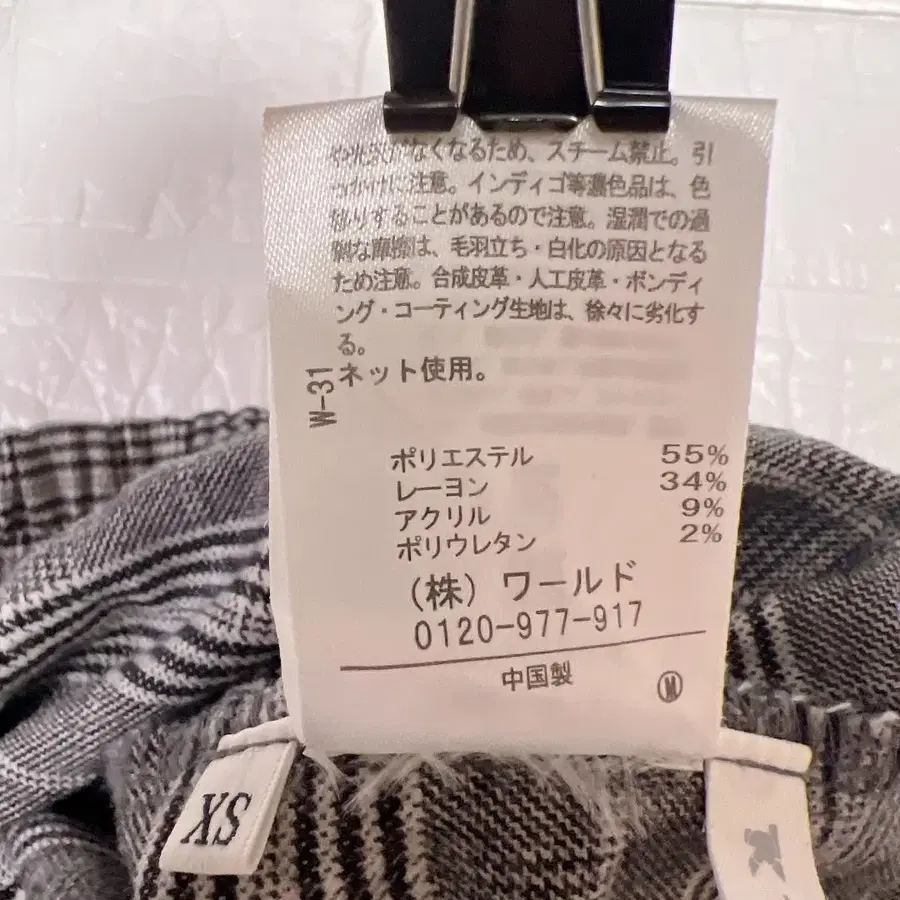 や光沢がなくなるため、スチーム禁止。引
っかけに注意。インディゴ等濃色品は、色
移りすることがあるので注意。湿潤での過
剰な摩擦は、毛羽立ち・白化の原因となる
ため注意。合成皮革・人工皮革・ボンディ
ング・コーティング生地は、徐々に劣化す
る。
ネット使用。
W-31
ポリエステル 55%
レーヨン 34%
アクリル 9%
ポリウレタン 2%
(株) ワールド
0120-977-917
中国製
Ⓜ
XS